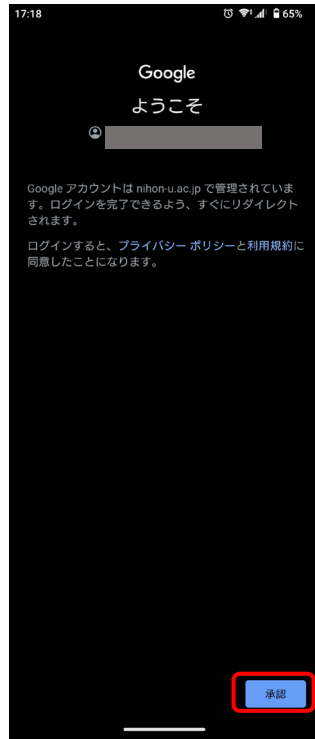 17:18 65%
Google
ようこそ
Google アカウントは nihon-u.ac.jp で管理されていま
す。ログインを完了できるよう、すぐにリダイレクト
されます。
ログインすると、プライバシー ポリシーと利用規約に
同意したことになります。
承認